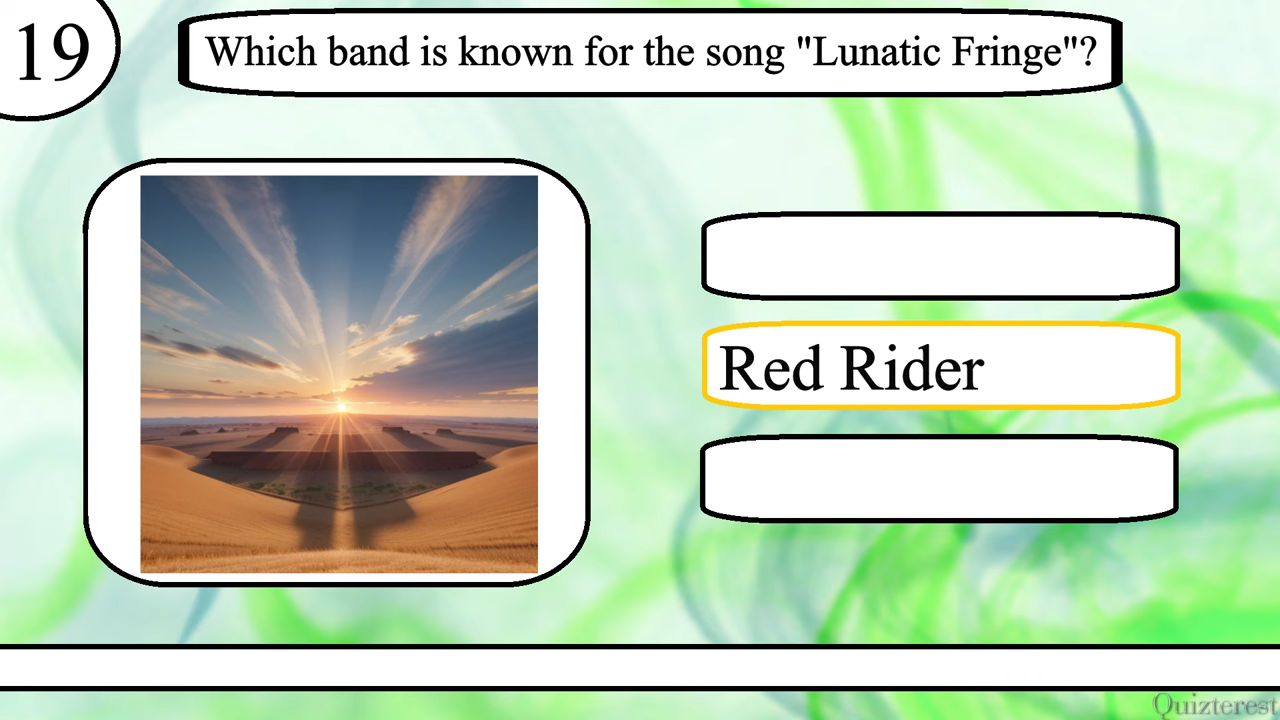 19
Which band is known for the song "Lunatic Fringe"?
Red Rider
Quizterest